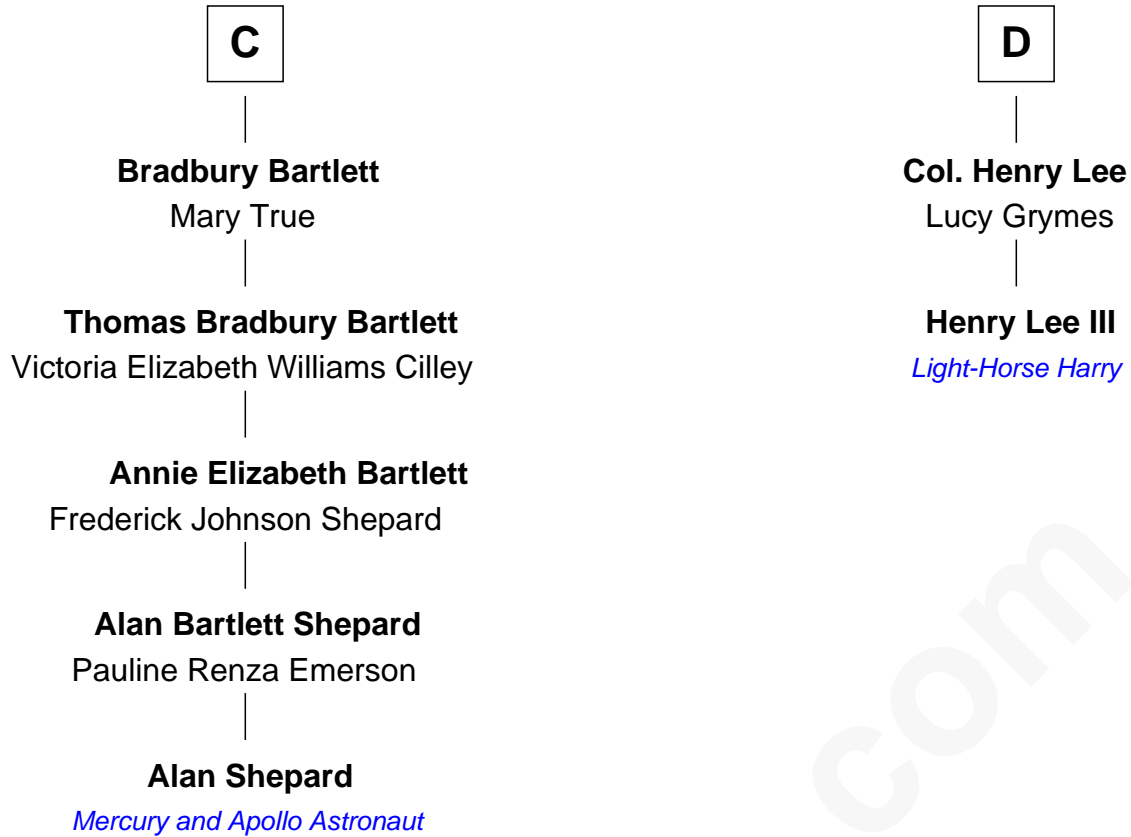 C
Bradbury Bartlett
Mary True
Thomas Bradbury Bartlett
Victoria Elizabeth Williams Cilley
Annie Elizabeth Bartlett
Frederick Johnson Shepard
Alan Bartlett Shepard
Pauline Renza Emerson
Alan Shepard
Mercury and Apollo Astronaut
D
Col. Henry Lee
Lucy Grymes
Henry Lee III
Light-Horse Harry
com